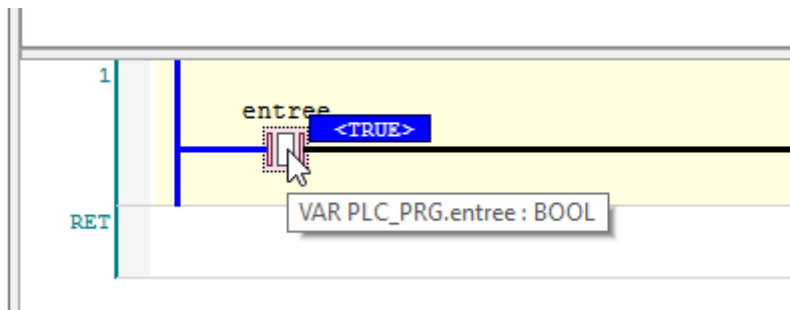 1
entree
<TRUE>
VAR PLC_PRG.entree : BOOL
RET